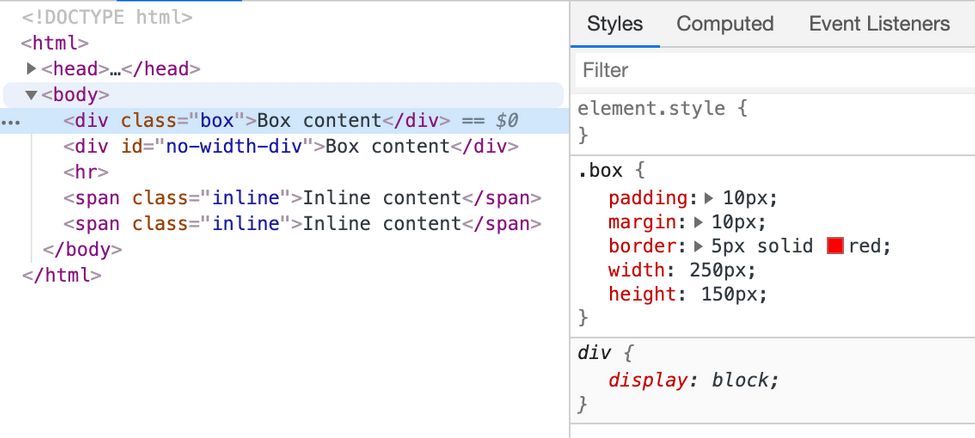 <!DOCTYPE html>
<html>
<head>…</head>
<body>
<div class="box">Box content</div> == $0
<div id="no-width-div">Box content</div>
<hr>
<span class="inline">Inline content</span>
<span class="inline">Inline content</span>
</body>
</html>
Styles Computed Event Listeners
Filter
element.style {
}
.box {
padding: 10px;
margin: 10px;
border: 5px solid red;
width: 250px;
height: 150px;
}
div {
display: block;
}